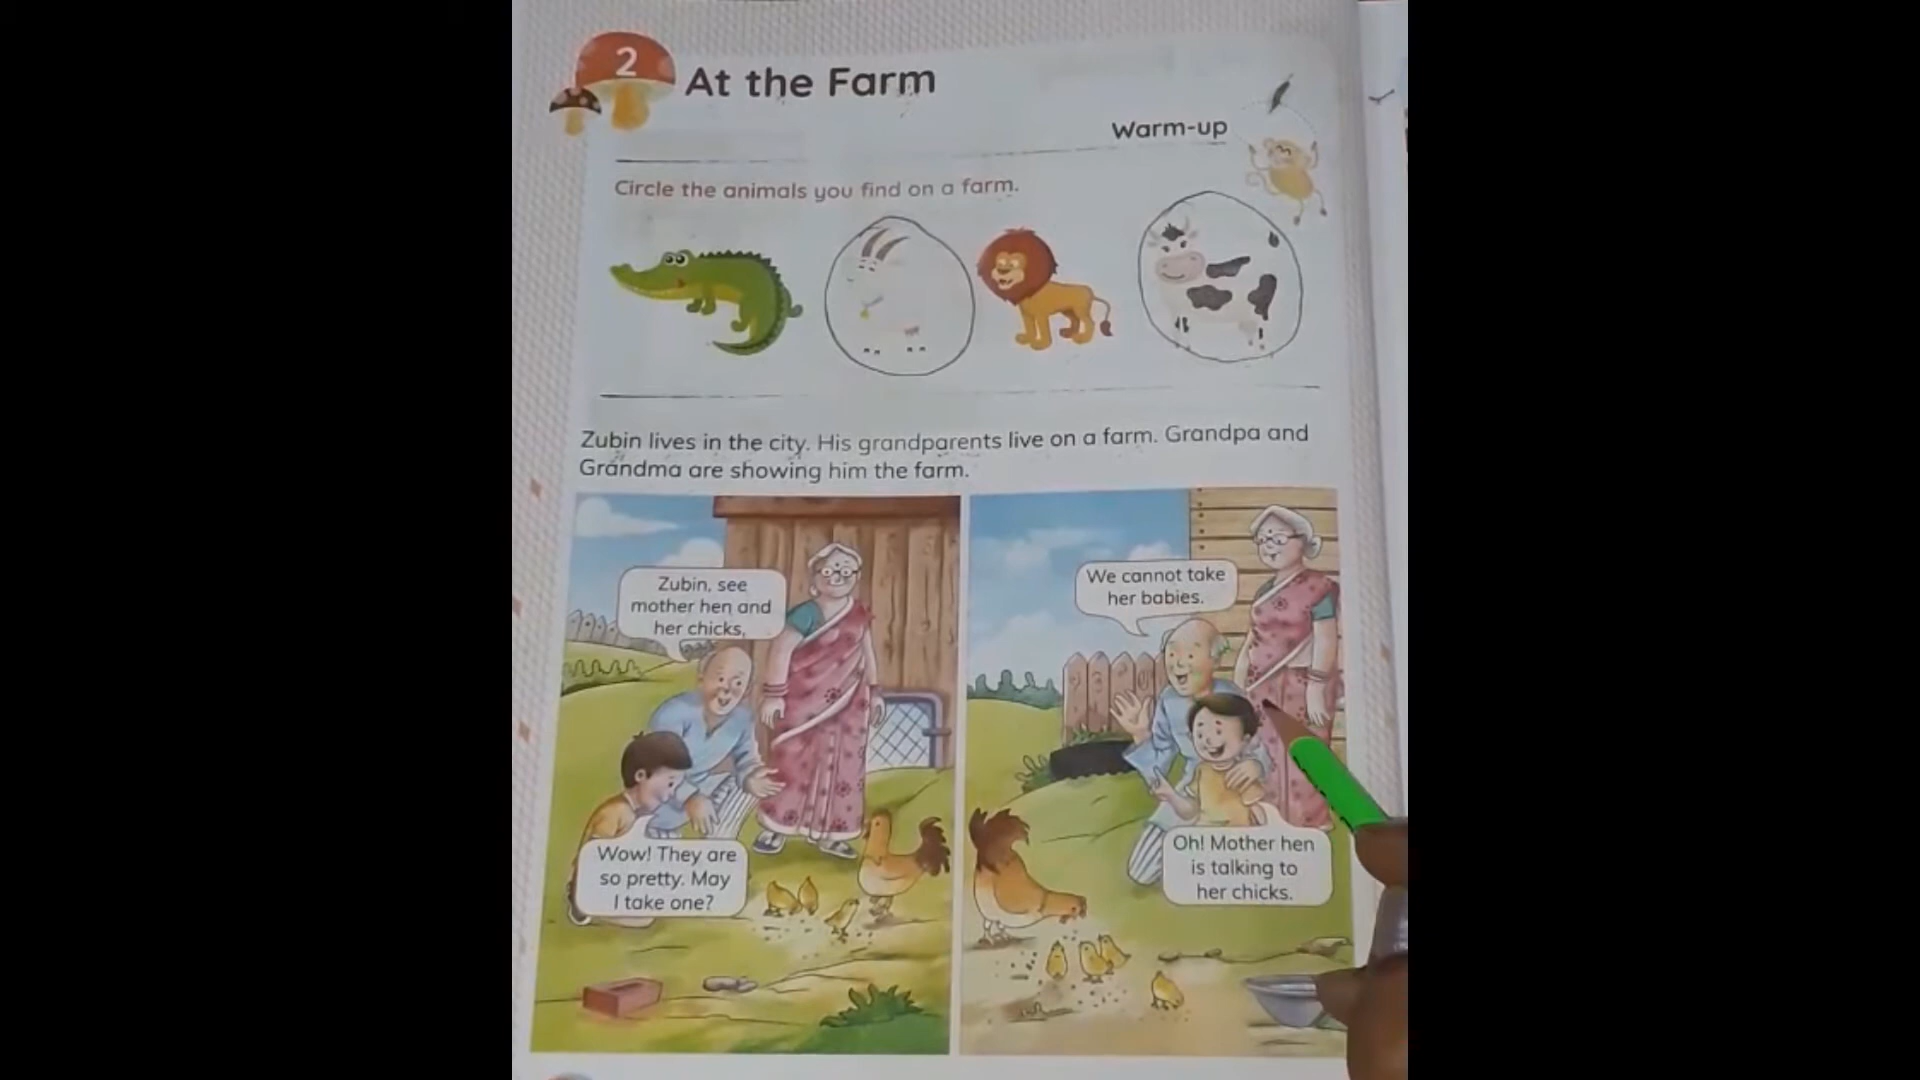 2
At the Farm
Warm-up
Circle the animals you find on a farm.
Zubin lives in the city. His grandparents live on a farm. Grandpa and
Grandma are showing him the farm.
Zubin, see
mother hen and
her chicks.
Wow! They are
so pretty. May
I take one?
We cannot take
her babies.
Oh! Mother hen
is talking to
her chicks.